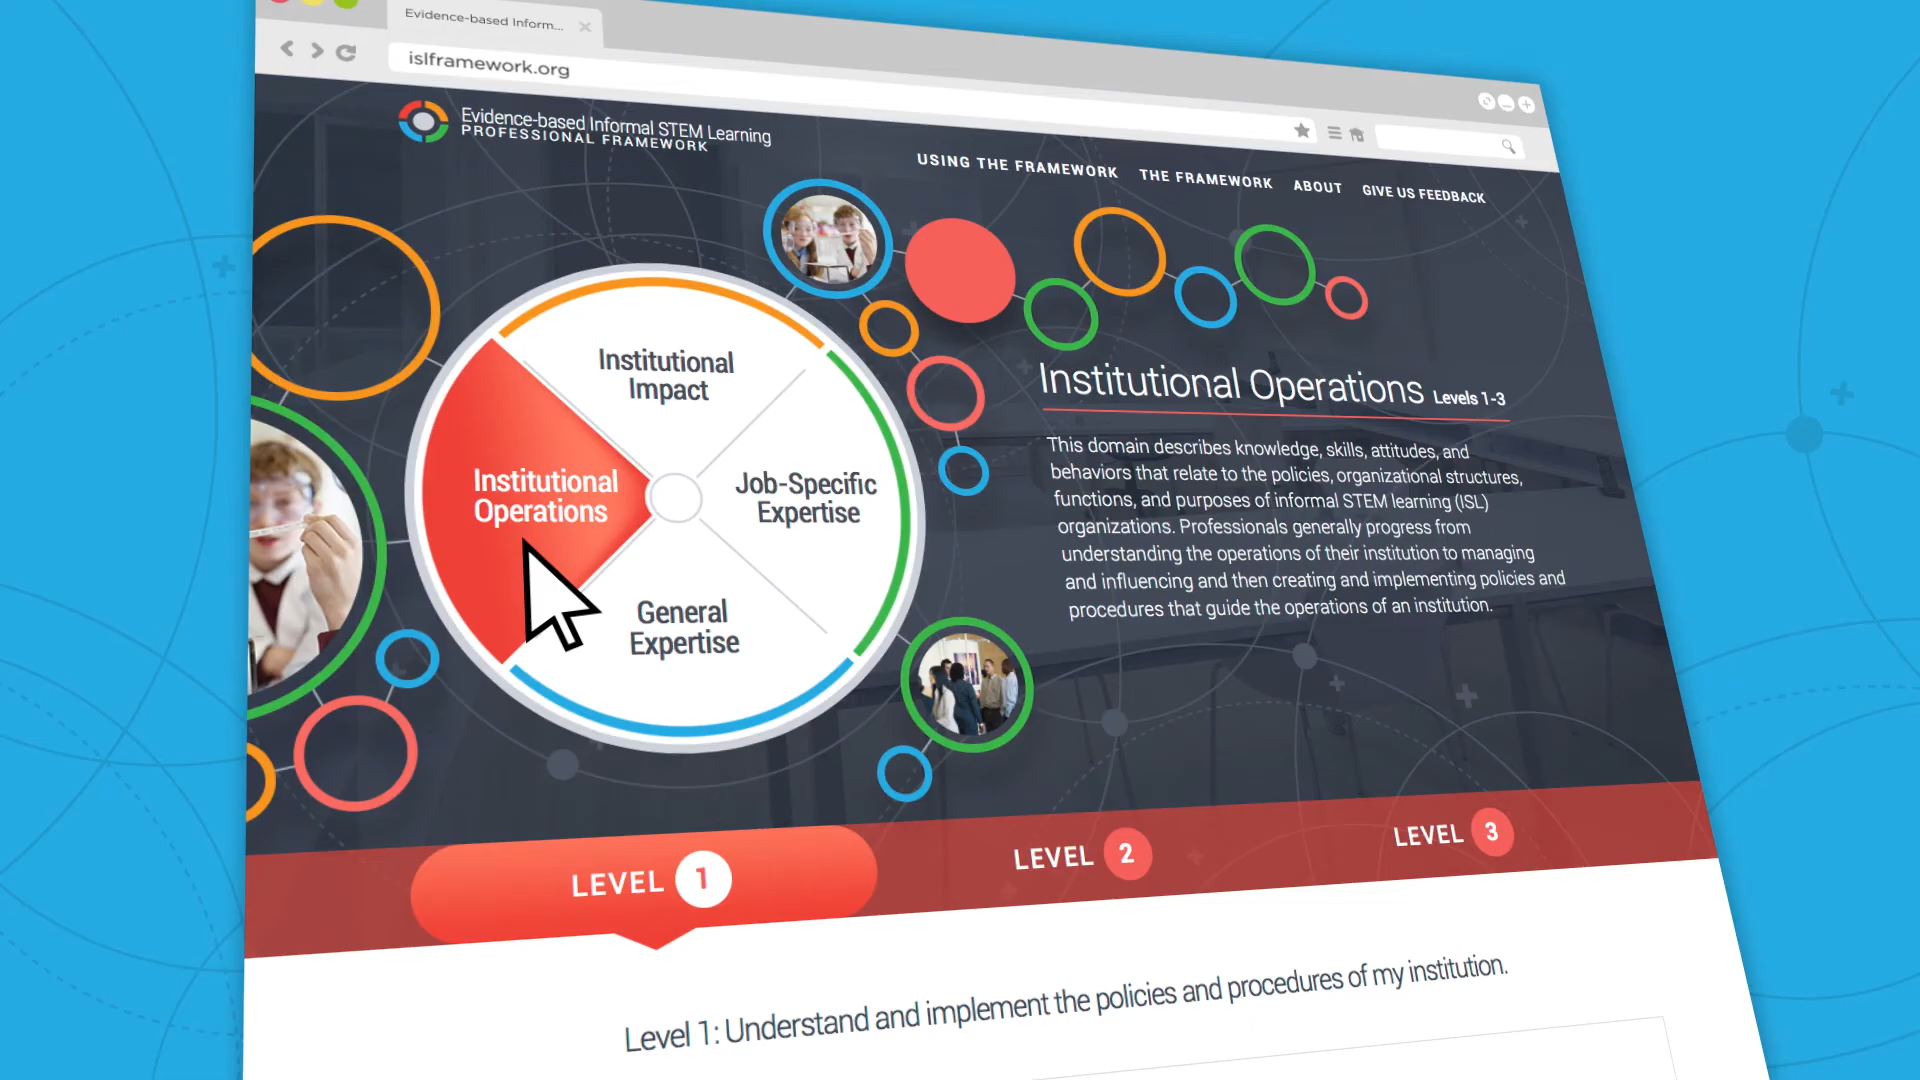 Evidence-based Inform...
islframework.org
Evidence-based Informal STEM Learning
PROFESSIONAL FRAMEWORK
USING THE FRAMEWORK
THE FRAMEWORK
ABOUT
GIVE US FEEDBACK
Institutional
Impact
Institutional
Operations
Job-Specific
Expertise
General
Expertise
Institutional Operations Levels 1-3
This domain describes knowledge, skills, attitudes, and
behaviors that relate to the policies, organizational structures,
functions, and purposes of informal STEM learning (ISL)
organizations. Professionals generally progress from
understanding the operations of their institution to managing
and influencing and then creating and implementing policies and
procedures that guide the operations of an institution.
LEVEL 1
LEVEL 2
LEVEL 3
Level 1: Understand and implement the policies and procedures of my institution.